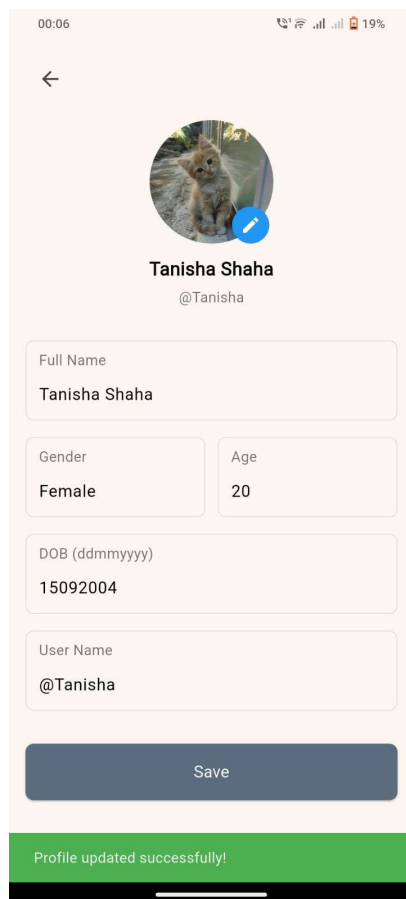 00:06 19%
Tanisha Shaha
@Tanisha
Full Name
Tanisha Shaha
Gender Age
Female 20
DOB (ddmmyyyy)
15092004
User Name
@Tanisha
Save
Profile updated successfully!